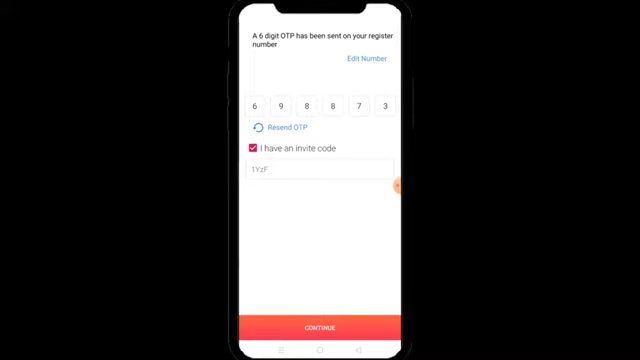 A 6 digit OTP has been sent on your register
number
Edit Number
6 9 8 8 7 3
Resend OTP
I have an invite code
1YzF
CONTINUE